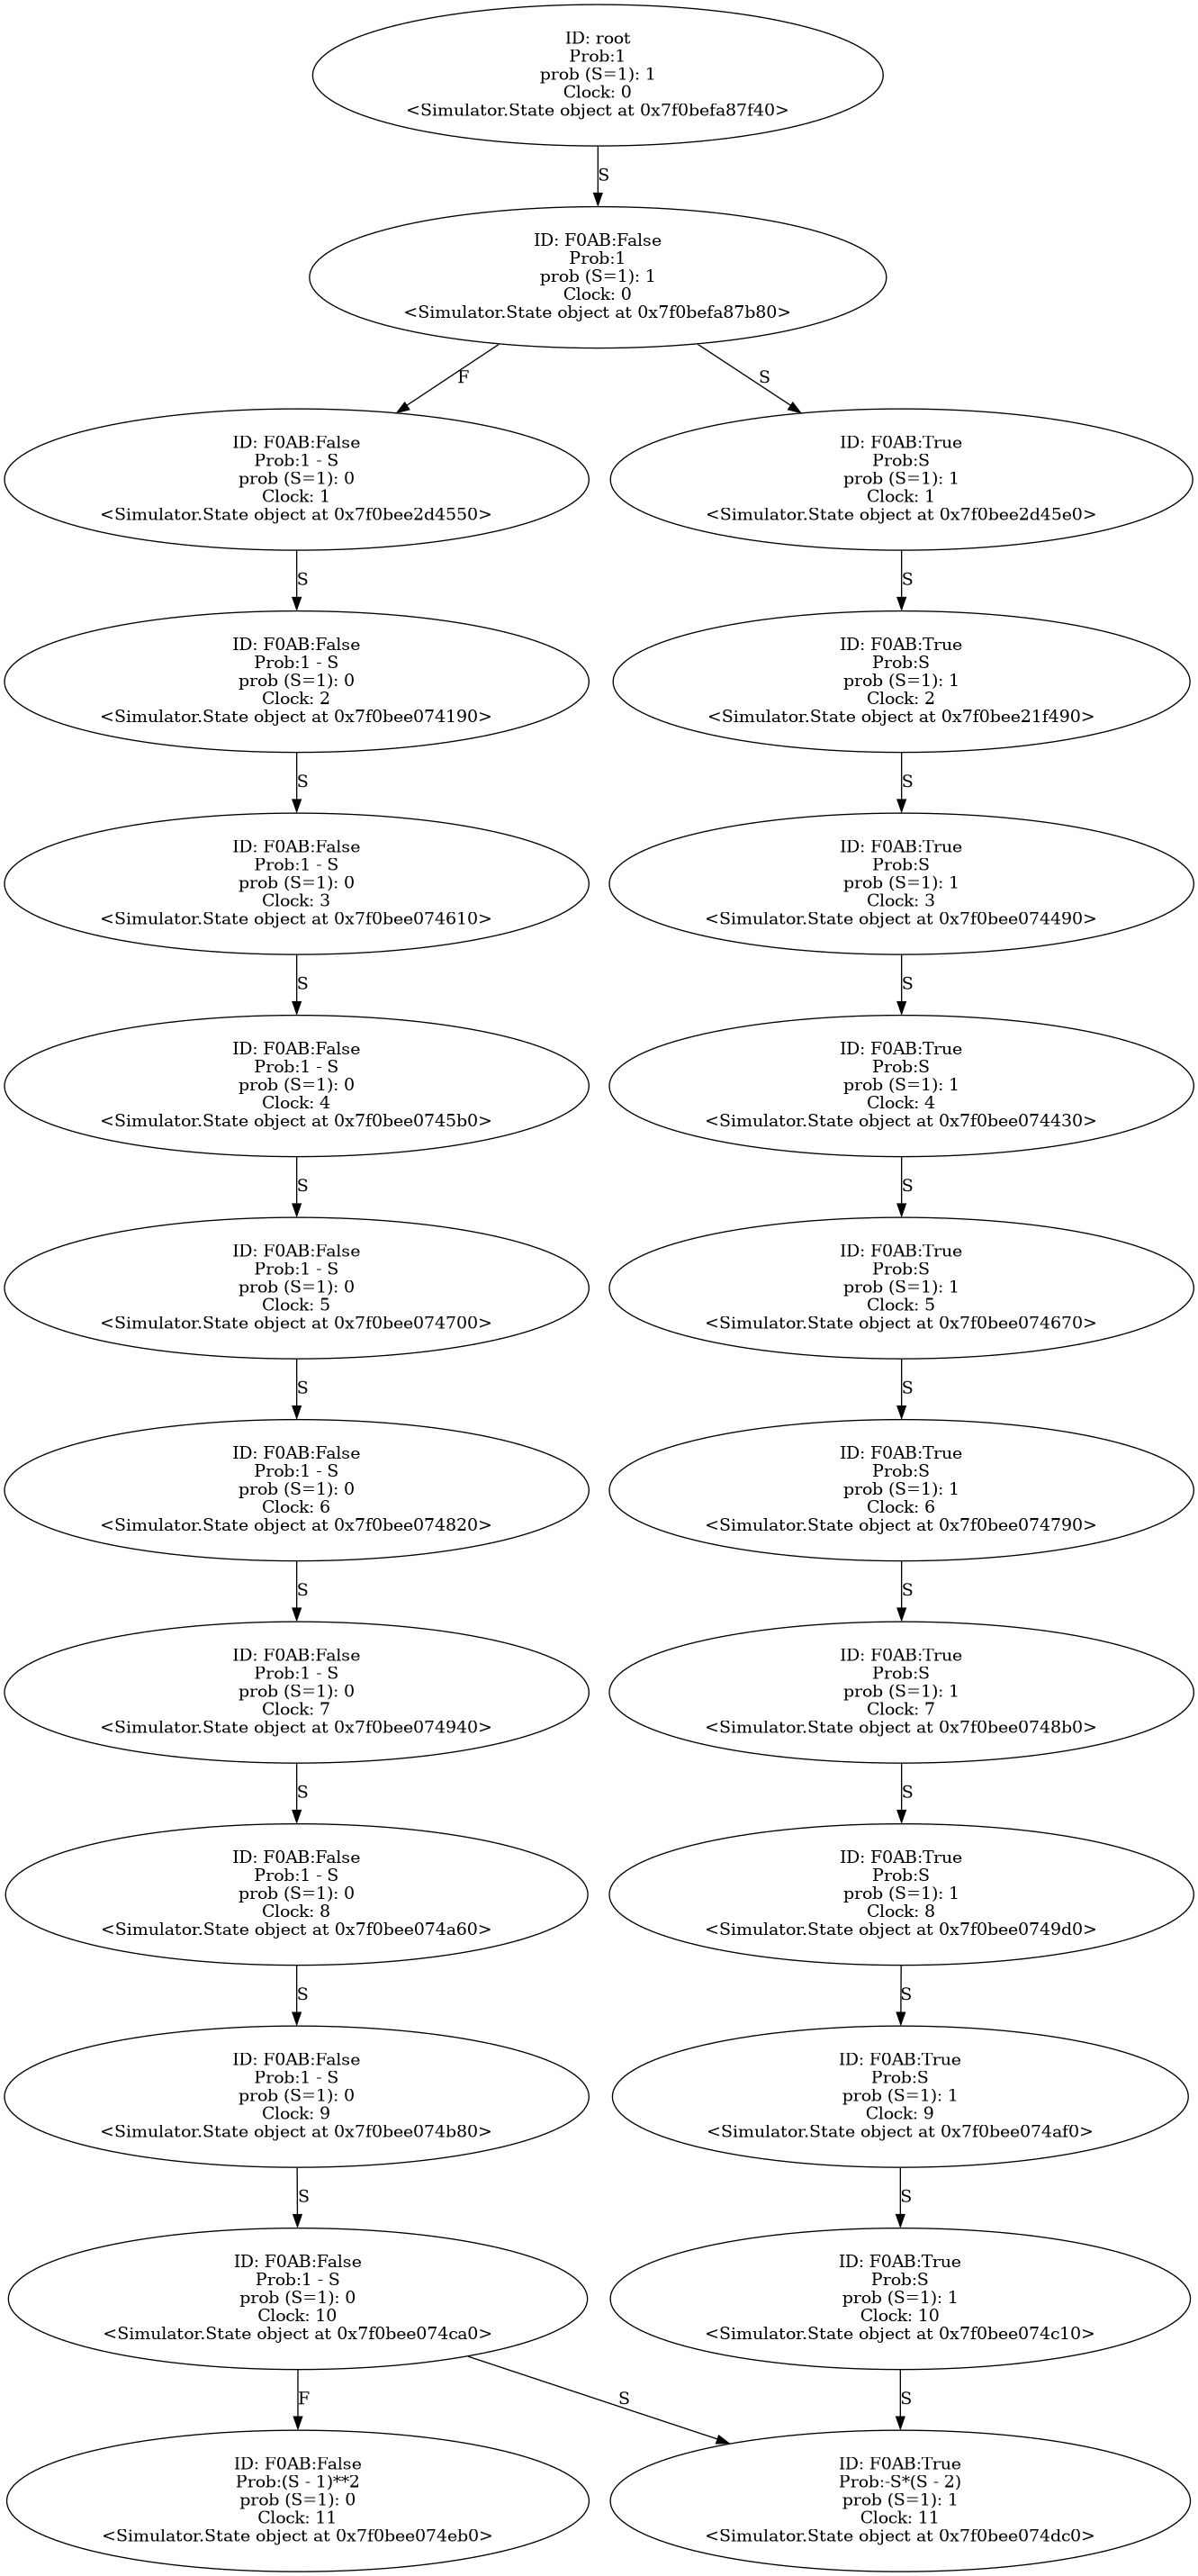 ID: root
Prob:1
prob (S=1): 1
Clock: 0
<Simulator.State object at 0x7f0befa87f40>
S
ID: F0AB:False
Prob:1
prob (S=1): 1
Clock: 0
<Simulator.State object at 0x7f0befa87b80>
F
S
ID: F0AB:False
Prob:1 - S
prob (S=1): 0
Clock: 1
<Simulator.State object at 0x7f0bee2d4550>
ID: F0AB:True
Prob:S
prob (S=1): 1
Clock: 1
<Simulator.State object at 0x7f0bee2d45e0>
S
S
ID: F0AB:False
Prob:1 - S
prob (S=1): 0
Clock: 2
<Simulator.State object at 0x7f0bee074190>
ID: F0AB:True
Prob:S
prob (S=1): 1
Clock: 2
<Simulator.State object at 0x7f0bee21f490>
S
S
ID: F0AB:False
Prob:1 - S
prob (S=1): 0
Clock: 3
<Simulator.State object at 0x7f0bee074610>
ID: F0AB:True
Prob:S
prob (S=1): 1
Clock: 3
<Simulator.State object at 0x7f0bee074490>
S
S
ID: F0AB:False
Prob:1 - S
prob (S=1): 0
Clock: 4
<Simulator.State object at 0x7f0bee0745b0>
ID: F0AB:True
Prob:S
prob (S=1): 1
Clock: 4
<Simulator.State object at 0x7f0bee074430>
S
S
ID: F0AB:False
Prob:1 - S
prob (S=1): 0
Clock: 5
<Simulator.State object at 0x7f0bee074700>
ID: F0AB:True
Prob:S
prob (S=1): 1
Clock: 5
<Simulator.State object at 0x7f0bee074670>
S
S
ID: F0AB:False
Prob:1 - S
prob (S=1): 0
Clock: 6
<Simulator.State object at 0x7f0bee074820>
ID: F0AB:True
Prob:S
prob (S=1): 1
Clock: 6
<Simulator.State object at 0x7f0bee074790>
S
S
ID: F0AB:False
Prob:1 - S
prob (S=1): 0
Clock: 7
<Simulator.State object at 0x7f0bee074940>
ID: F0AB:True
Prob:S
prob (S=1): 1
Clock: 7
<Simulator.State object at 0x7f0bee0748b0>
S
S
ID: F0AB:False
Prob:1 - S
prob (S=1): 0
Clock: 8
<Simulator.State object at 0x7f0bee074a60>
ID: F0AB:True
Prob:S
prob (S=1): 1
Clock: 8
<Simulator.State object at 0x7f0bee0749d0>
S
S
ID: F0AB:False
Prob:1 - S
prob (S=1): 0
Clock: 9
<Simulator.State object at 0x7f0bee074b80>
ID: F0AB:True
Prob:S
prob (S=1): 1
Clock: 9
<Simulator.State object at 0x7f0bee074af0>
S
S
ID: F0AB:False
Prob:1 - S
prob (S=1): 0
Clock: 10
<Simulator.State object at 0x7f0bee074ca0>
ID: F0AB:True
Prob:S
prob (S=1): 1
Clock: 10
<Simulator.State object at 0x7f0bee074c10>
F
S
S
ID: F0AB:False
Prob:(S - 1)**2
prob (S=1): 0
Clock: 11
<Simulator.State object at 0x7f0bee074eb0>
ID: F0AB:True
Prob:-S*(S - 2)
prob (S=1): 1
Clock: 11
<Simulator.State object at 0x7f0bee074dc0>